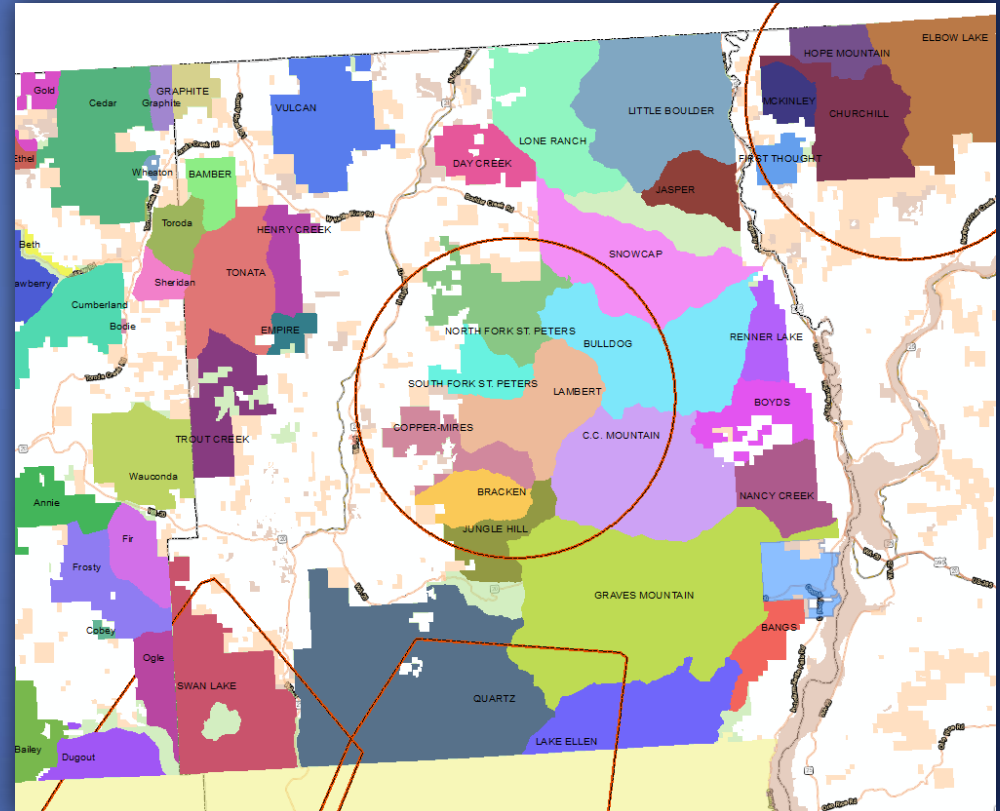 ELBOW LAKE
HOPE MOUNTAIN
Gold
GRAPHITE
Cedar
Graphite
VULCAN
MCKINLEY
LITTLE BOULDER
CHURCHILL
LONE RANCH
Ethel
DAY CREEK
FIRST THOUGHT
Wheaton
BAMBER
JASPER
Toroda
HENRY CREEK
Beth
SNOWCAP
TONATA
Sheridan
awberry
Cumberland
Bodie
EMPIRE
NORTH FORK ST. PETERS
BULLDOG
RENNER LAKE
SOUTH FORK ST. PETERS
LAMBERT
BOYDS
COPPER-MIRES
C.C. MOUNTAIN
TROUT CREEK
Wauconda
BRACKEN
NANCY CREEK
Annie
JUNGLE HILL
Fir
Frosty
GRAVES MOUNTAIN
Cobey
BANGS
Ogle
SWAN LAKE
QUARTZ
LAKE ELLEN
Bailey
Dugout